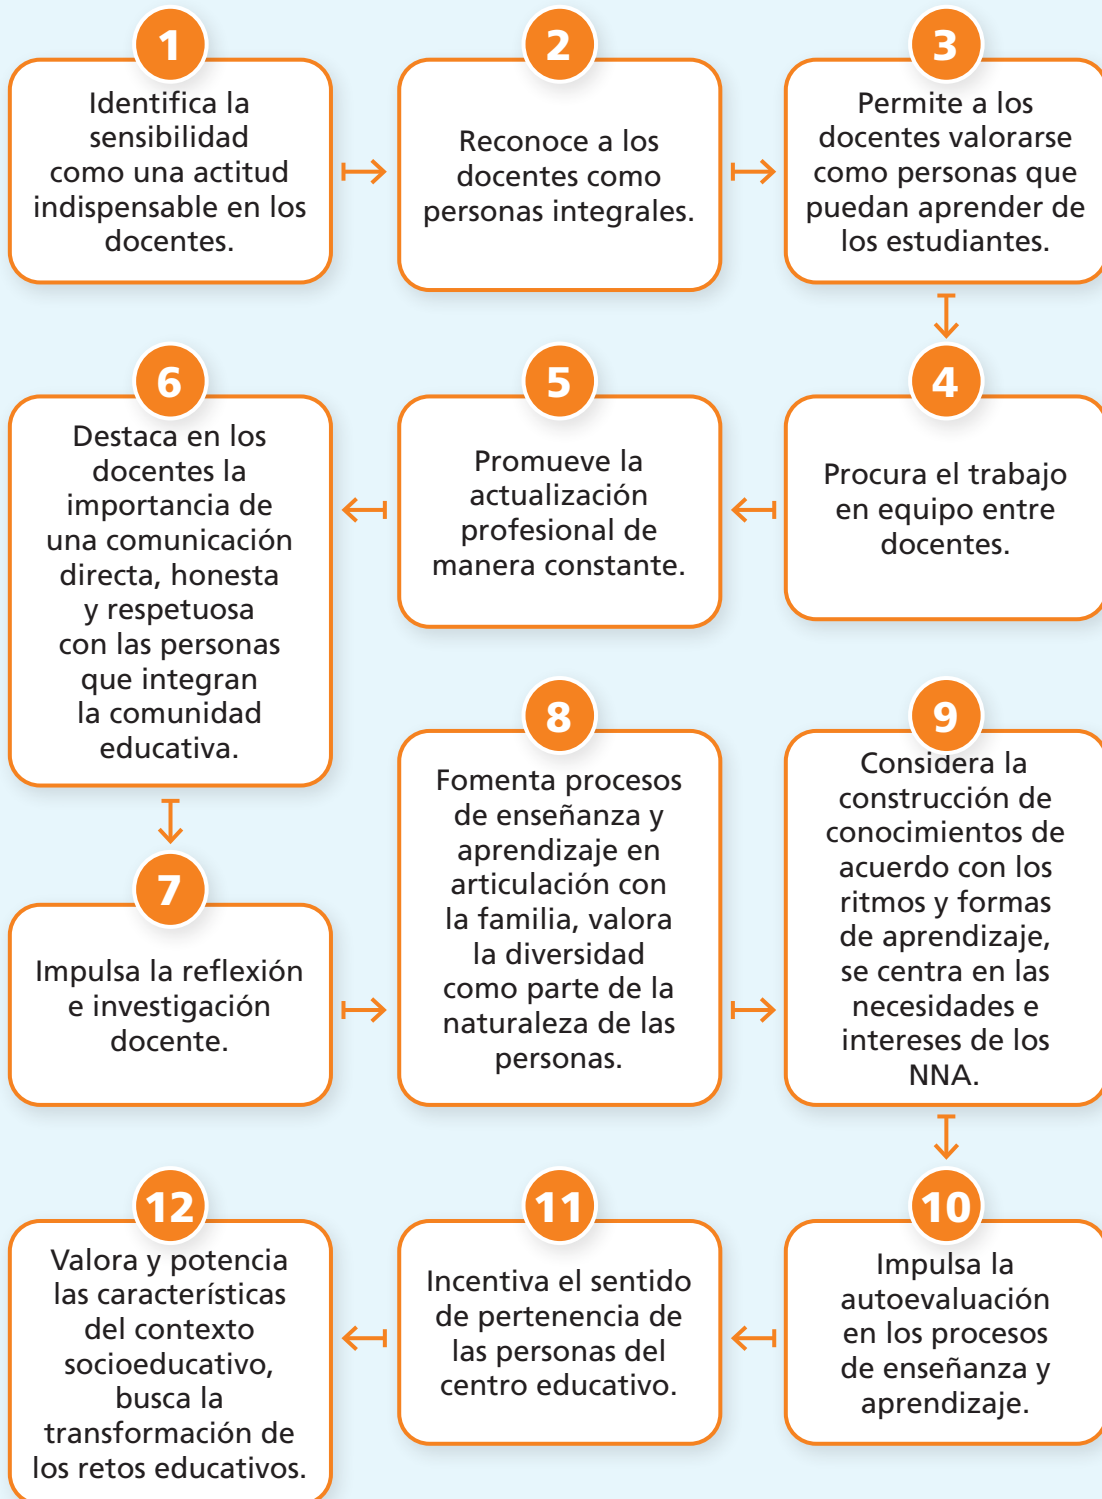 1
Identifica la
sensibilidad
como una actitud
indispensable en los
docentes.
2
Reconoce a los
docentes como
personas integrales.
3
Permite a los
docentes valorarse
como personas que
puedan aprender de
los estudiantes.
4
Procura el trabajo
en equipo entre
docentes.
5
Promueve la
actualización
profesional de
manera constante.
6
Destaca en los
docentes la
importancia de
una comunicación
directa, honesta
y respetuosa
con las personas
que integran
la comunidad
educativa.
7
Impulsa la reflexión
e investigación
docente.
8
Fomenta procesos
de enseñanza y
aprendizaje en
articulación con
la familia, valora
la diversidad
como parte de la
naturaleza de las
personas.
9
Considera la
construcción de
conocimientos de
acuerdo con los
ritmos y formas
de aprendizaje,
se centra en las
necesidades e
intereses de los
NNA.
10
Impulsa la
autoevaluación
en los procesos
de enseñanza y
aprendizaje.
11
Incentiva el sentido
de pertenencia de
las personas del
centro educativo.
12
Valora y potencia
las características
del contexto
socioeducativo,
busca la
transformación de
los retos educativos.